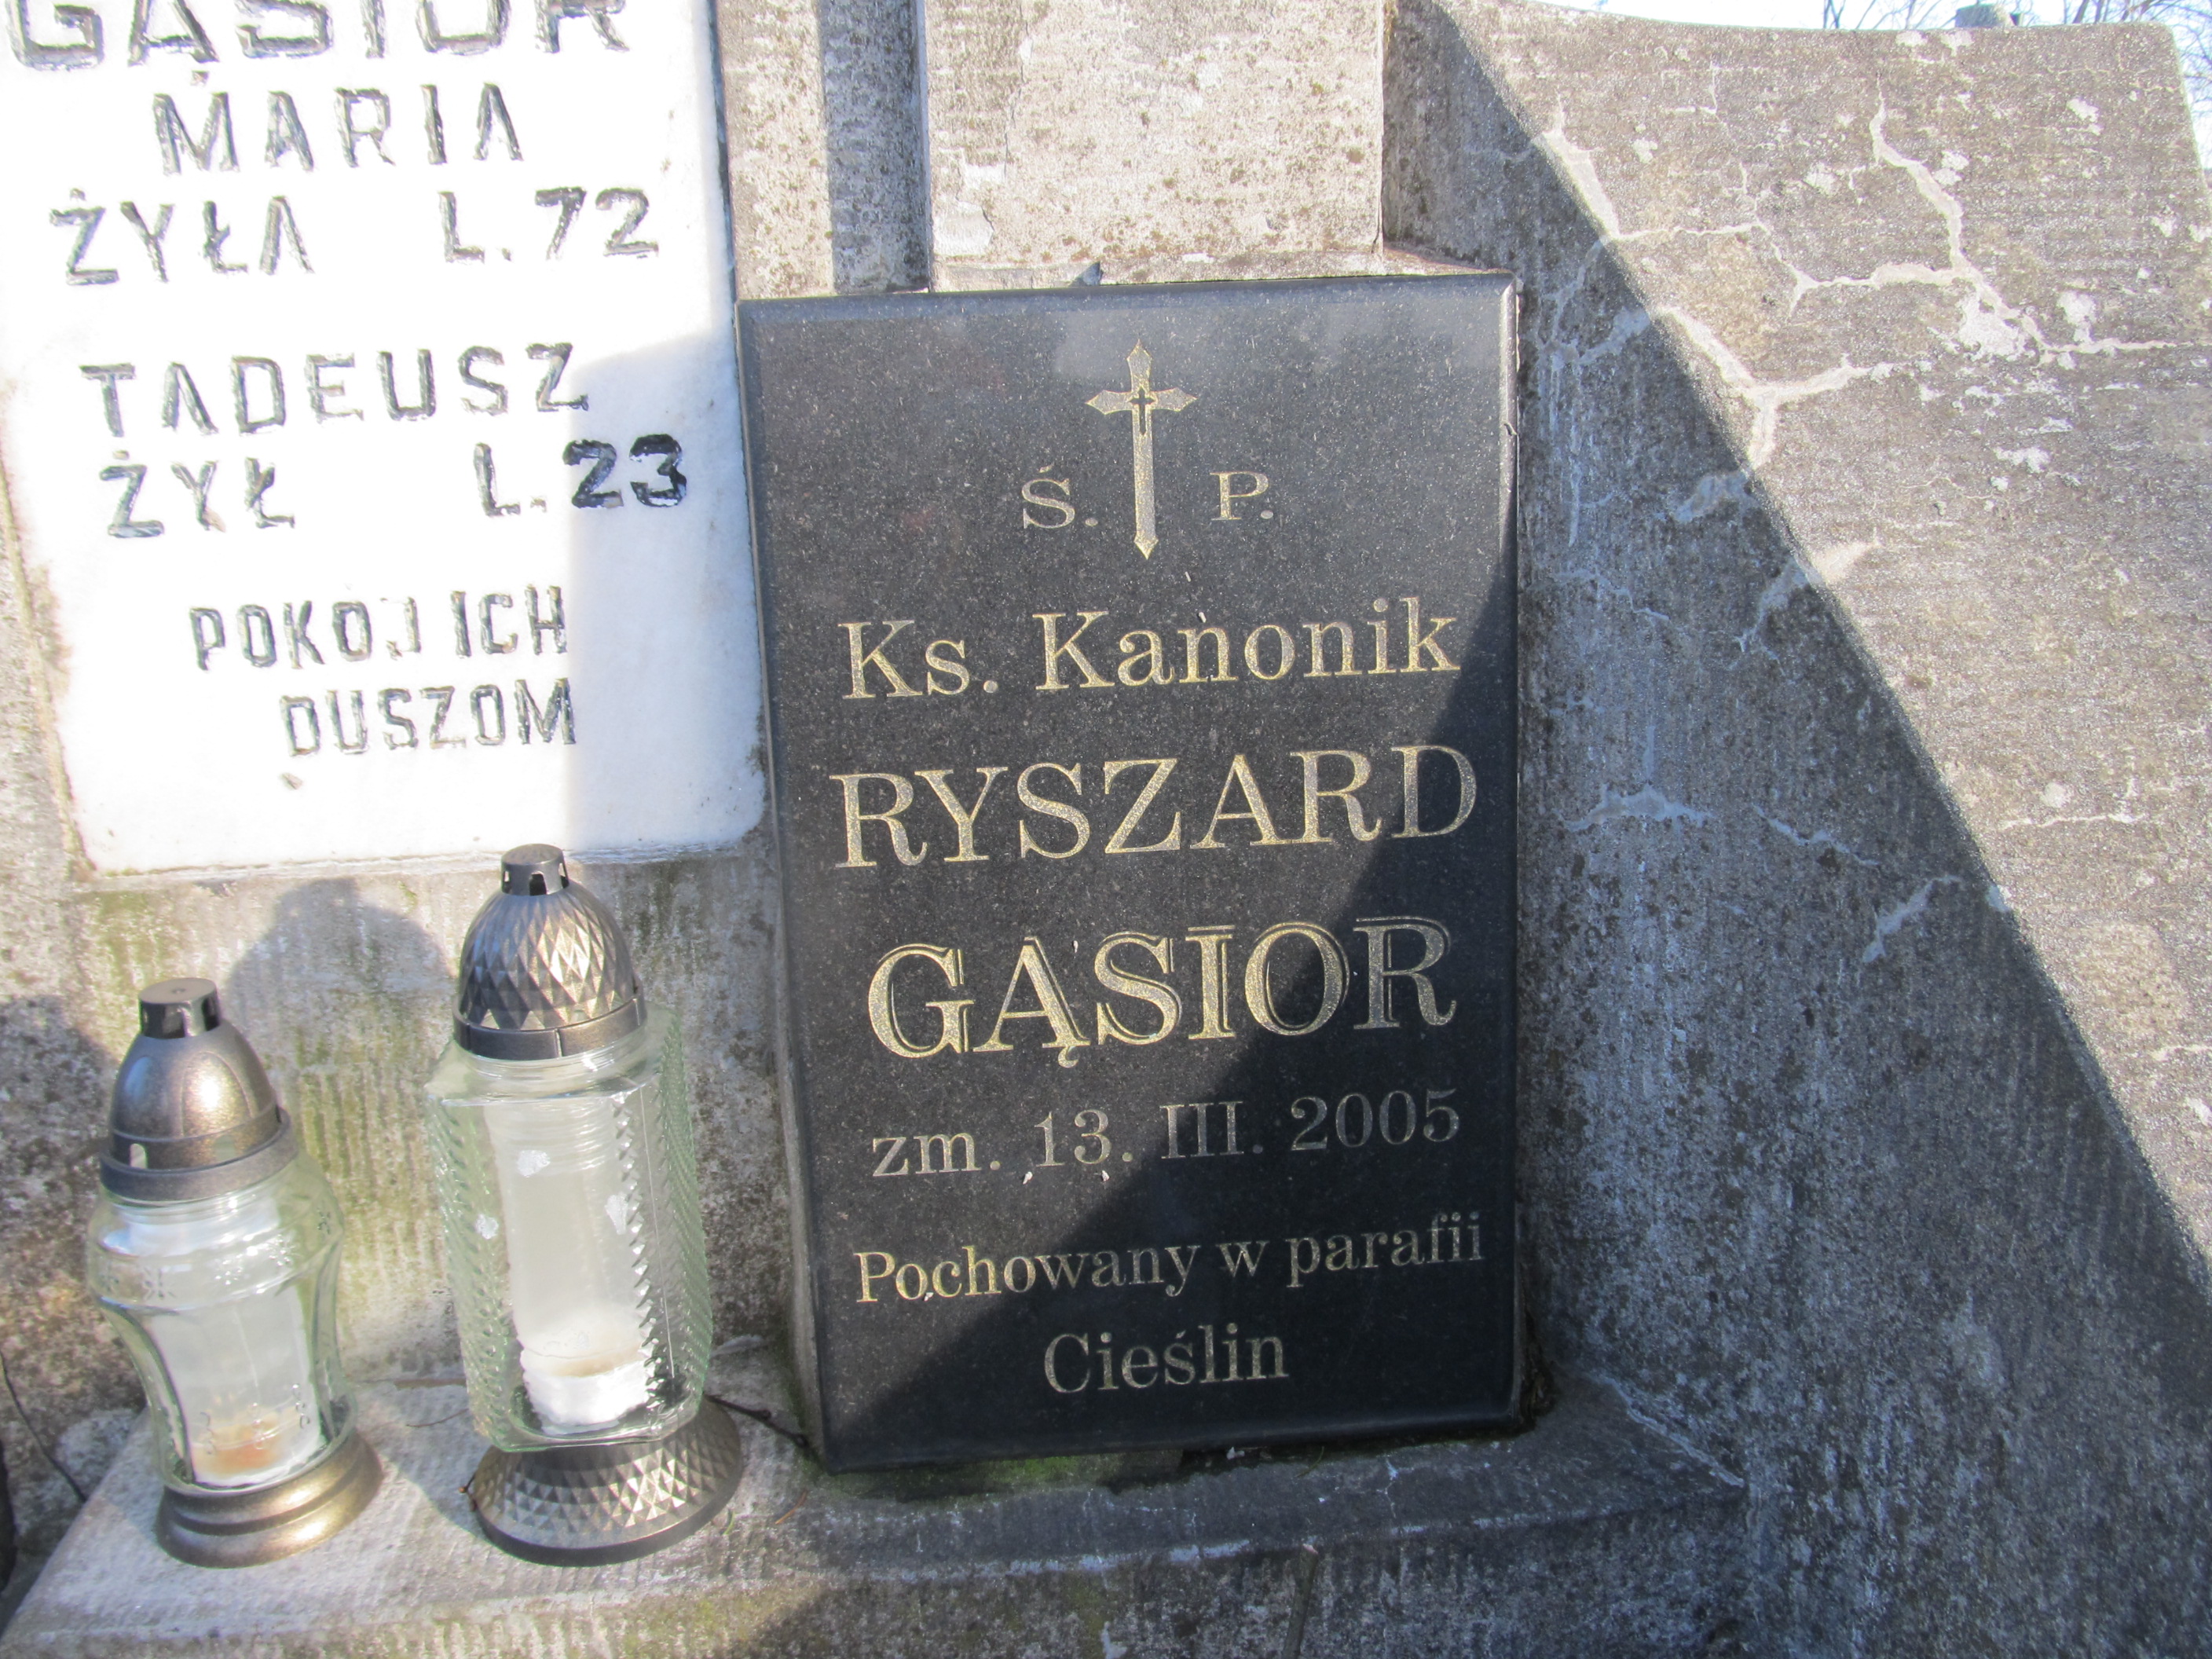 GĄSIOR
MARIA
ŻYŁA L. 72
TADEUSZ
ŻYŁ L. 23
POKOJ ICH
DUSZOM
Ś. P.
Ks. Kanonik
RYSZARD
GĄSIOR
zm. 13. III. 2005
Pochowany w parafii
Cieślin